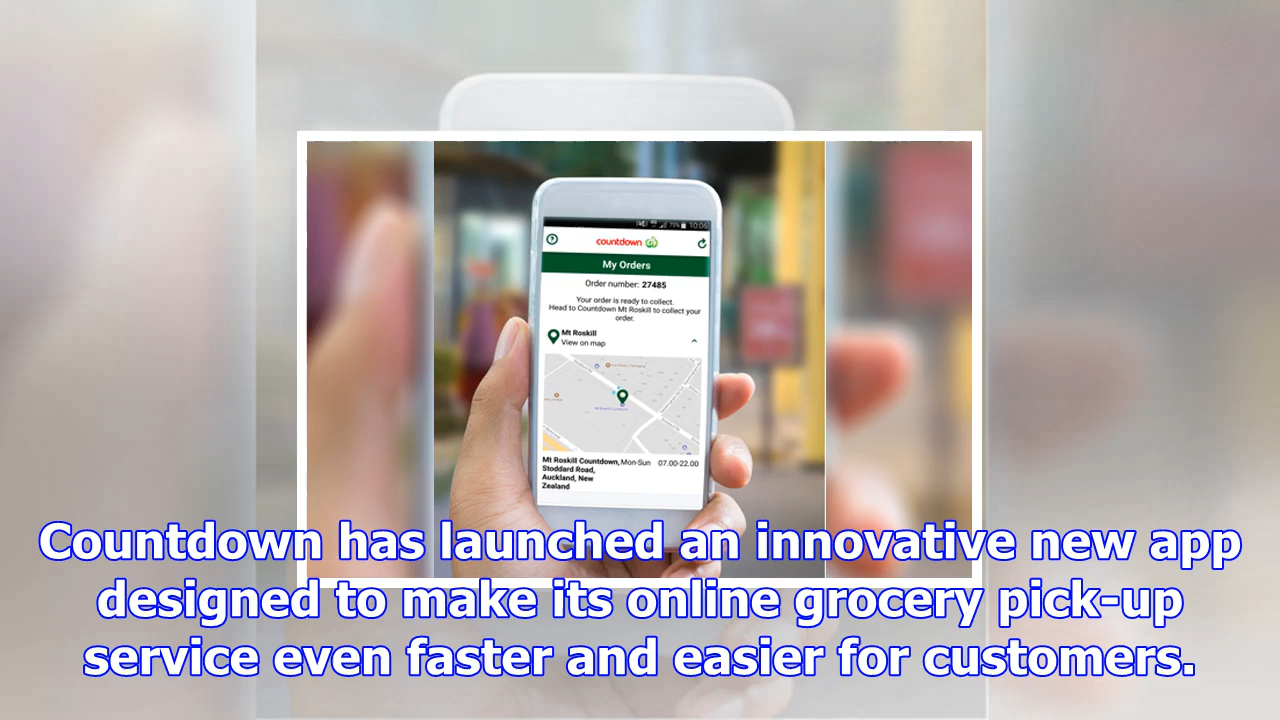 10:06
countdown
My Orders
Order number: 27485
Your order is ready to collect.
Head to Countdown Mt Roskill to collect your
order.
Mt Roskill
View on map
Mt Roskill Countdown, Mon-Sun 07.00-22.00
Stoddard Road,
Auckland, New
Zealand
Countdown has launched an innovative new app
designed to make its online grocery pick-up
service even faster and easier for customers.